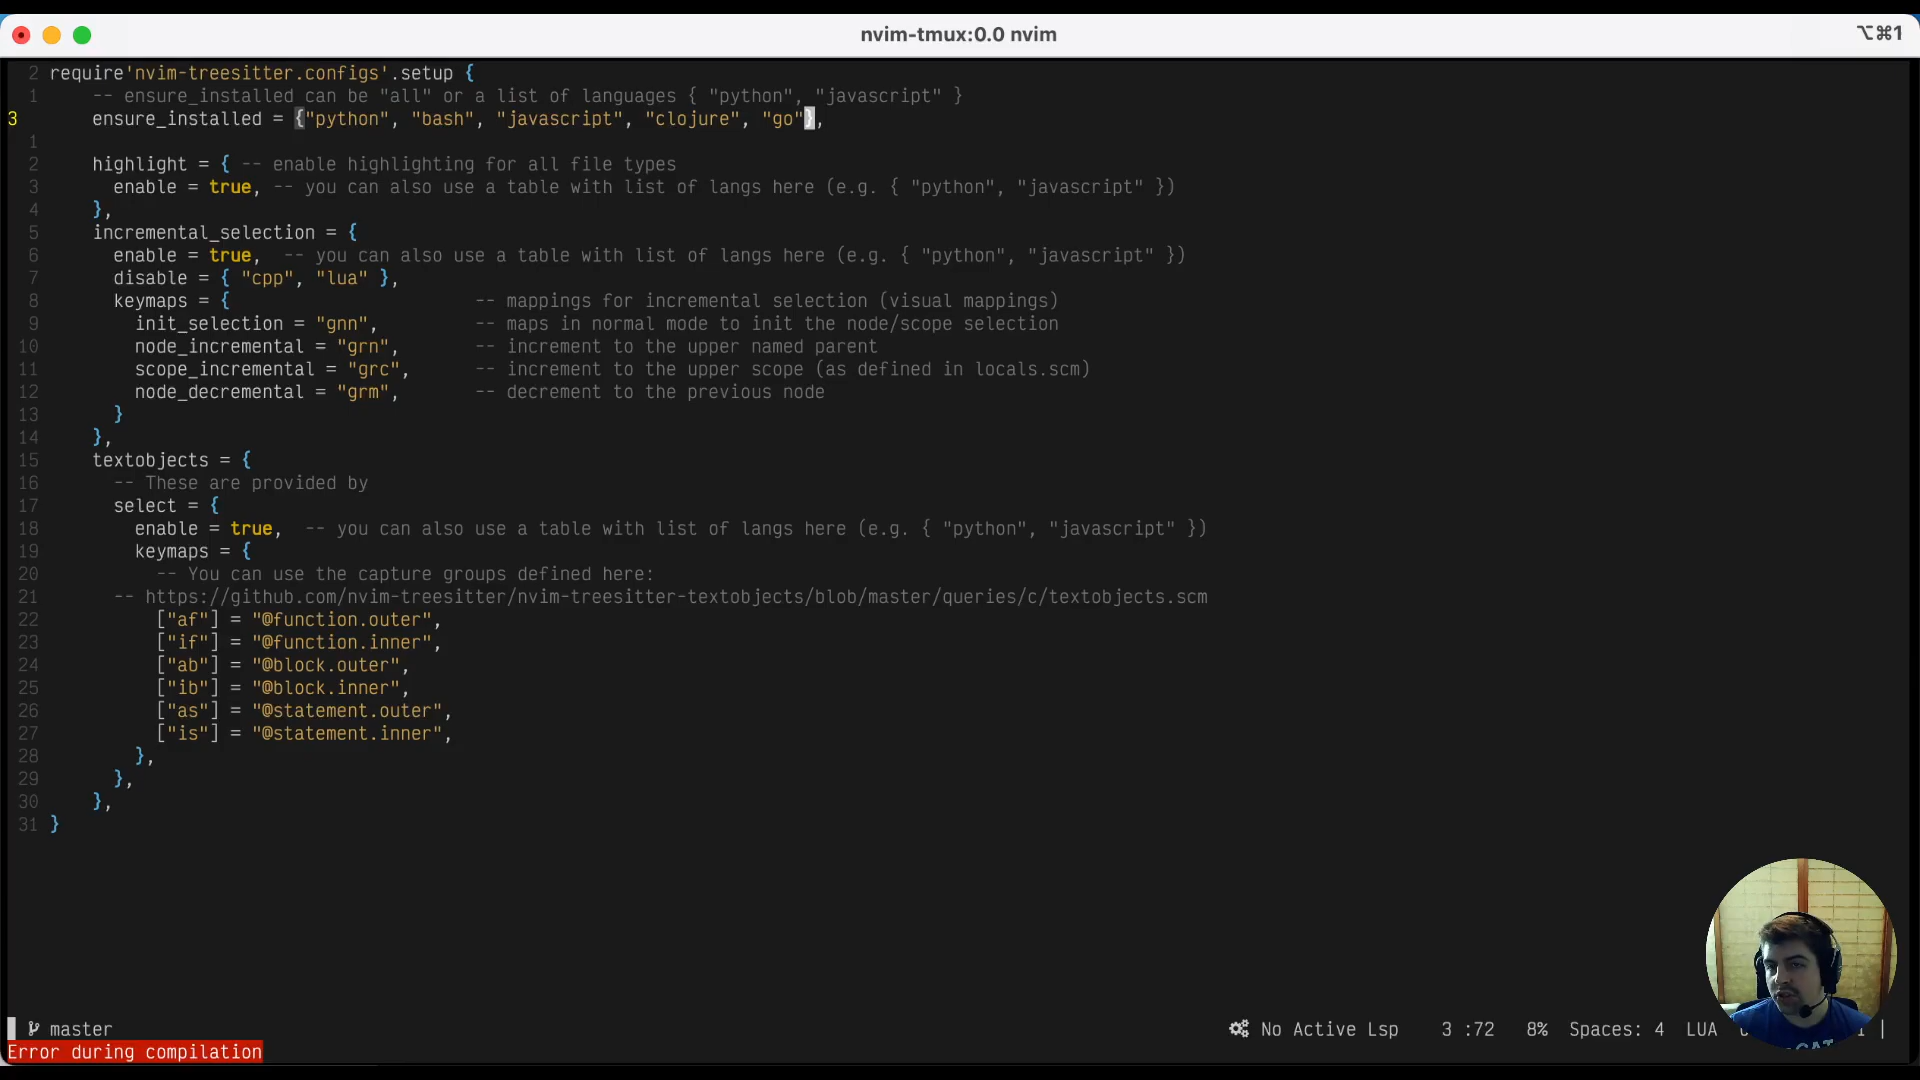 nvim-tmux:0.0 nvim
⌥⌘1
2 require'nvim-treesitter.configs'.setup {
1 -- ensure_installed can be "all" or a list of languages { "python", "javascript" }
3 ensure_installed = {"python", "bash", "javascript", "clojure", "go"},
1
2 highlight = { -- enable highlighting for all file types
3 enable = true, -- you can also use a table with list of langs here (e.g. { "python", "javascript" })
4 },
5 incremental_selection = {
6 enable = true, -- you can also use a table with list of langs here (e.g. { "python", "javascript" })
7 disable = { "cpp", "lua" },
8 keymaps = { -- mappings for incremental selection (visual mappings)
9 init_selection = "gnn", -- maps in normal mode to init the node/scope selection
10 node_incremental = "grn", -- increment to the upper named parent
11 scope_incremental = "grc", -- increment to the upper scope (as defined in locals.scm)
12 node_decremental = "grm", -- decrement to the previous node
13 }
14 },
15 textobjects = {
16 -- These are provided by
17 select = {
18 enable = true, -- you can also use a table with list of langs here (e.g. { "python", "javascript" })
19 keymaps = {
20 -- You can use the capture groups defined here:
21 -- https://github.com/nvim-treesitter/nvim-treesitter-textobjects/blob/master/queries/c/textobjects.scm
22 ["af"] = "@function.outer",
23 ["if"] = "@function.inner",
24 ["ab"] = "@block.outer",
25 ["ib"] = "@block.inner",
26 ["as"] = "@statement.outer",
27 ["is"] = "@statement.inner",
28 },
29 },
30 },
31 }
master No Active Lsp 3 :72 8% Spaces: 4 LUA
Error during compilation